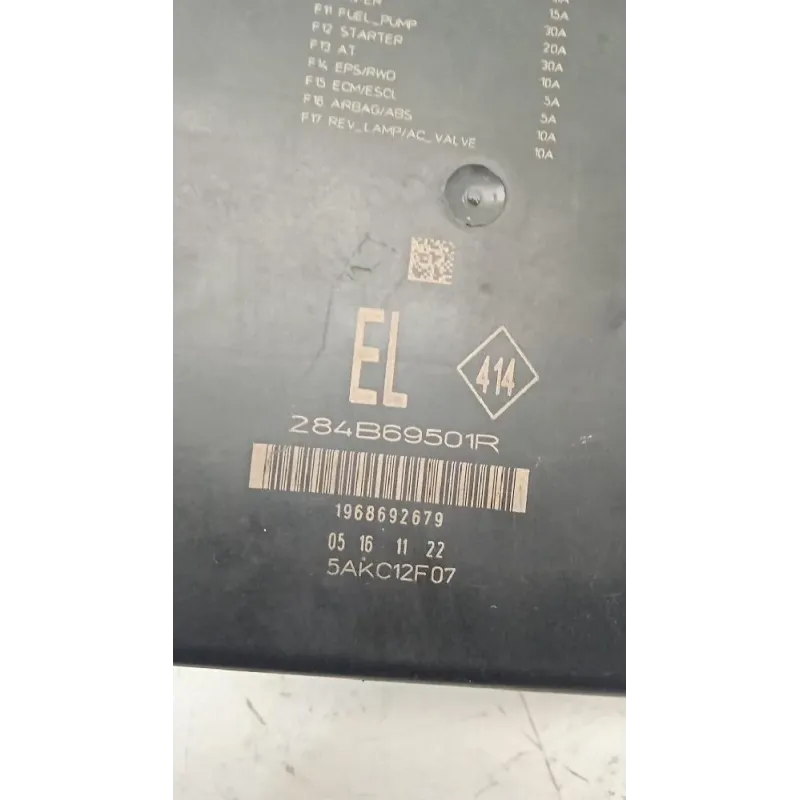 15A
F11 FUEL_PUMP 30A
F12 STARTER 20A
F13 AT 30A
F14 EPS/RWD 10A
F15 ECM/ESCL 5A
F16 AIRBAG/ABS 5A
F17 REV_LAMP/AC_VALVE 10A
10A
EL
414
284B69501R
1968692679
05 16 11 22
5AKC12F07